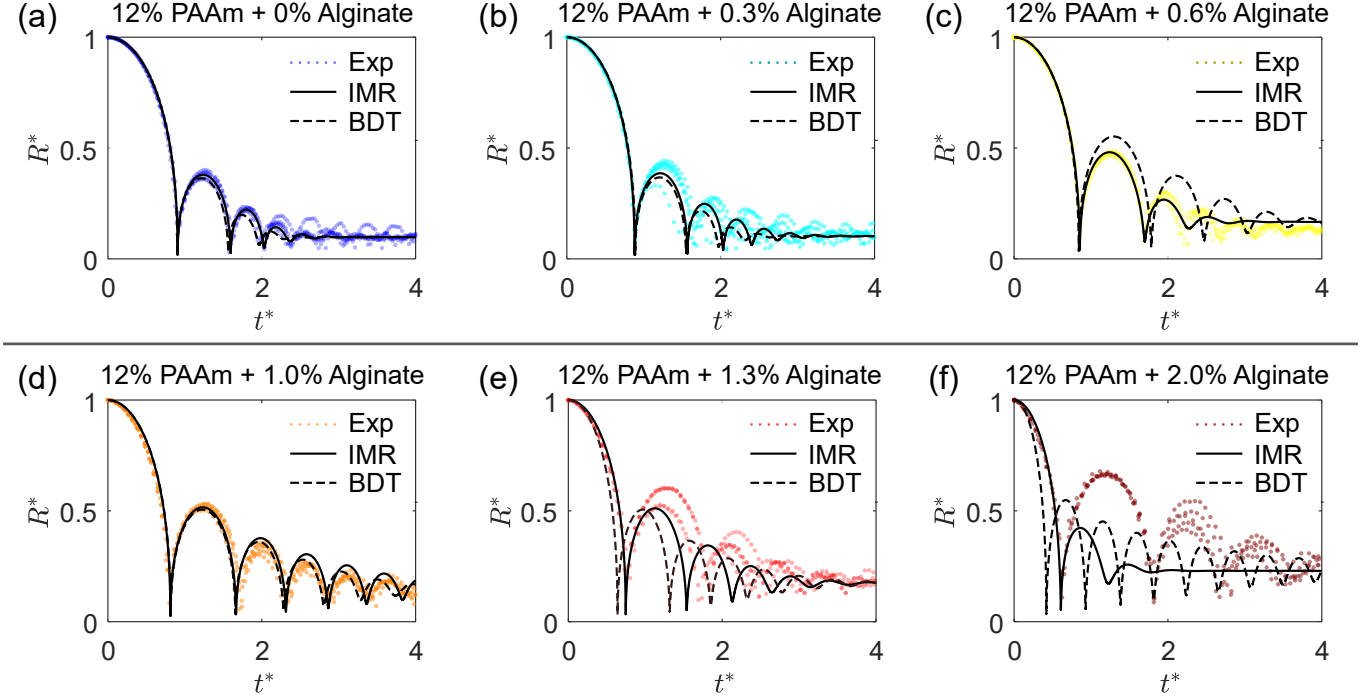 (a) 12% PAAm + 0% Alginate
1
0.5
0
R*
Exp
IMR
BDT
0 2 4
t*
(b) 12% PAAm + 0.3% Alginate
1
0.5
0
R*
Exp
IMR
BDT
0 2 4
t*
(c) 12% PAAm + 0.6% Alginate
1
0.5
0
R*
Exp
IMR
BDT
0 2 4
t*
(d) 12% PAAm + 1.0% Alginate
1
0.5
0
R*
Exp
IMR
BDT
0 2 4
t*
(e) 12% PAAm + 1.3% Alginate
1
0.5
0
R*
Exp
IMR
BDT
0 2 4
t*
(f) 12% PAAm + 2.0% Alginate
1
0.5
0
R*
Exp
IMR
BDT
0 2 4
t*